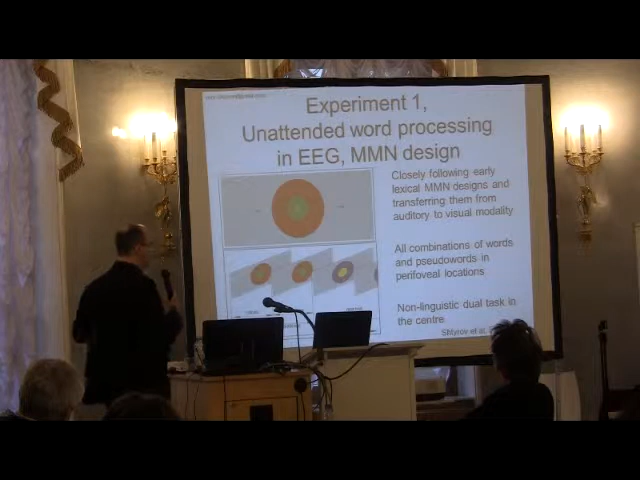 Experiment 1,
Unattended word processing
in EEG, MMN design
Closely following early
lexical MMN designs and
transferring them from
auditory to visual modality
All combinations of words
and pseudowords in
perifoveal locations
Non-linguistic dual task in
the centre.
et al.